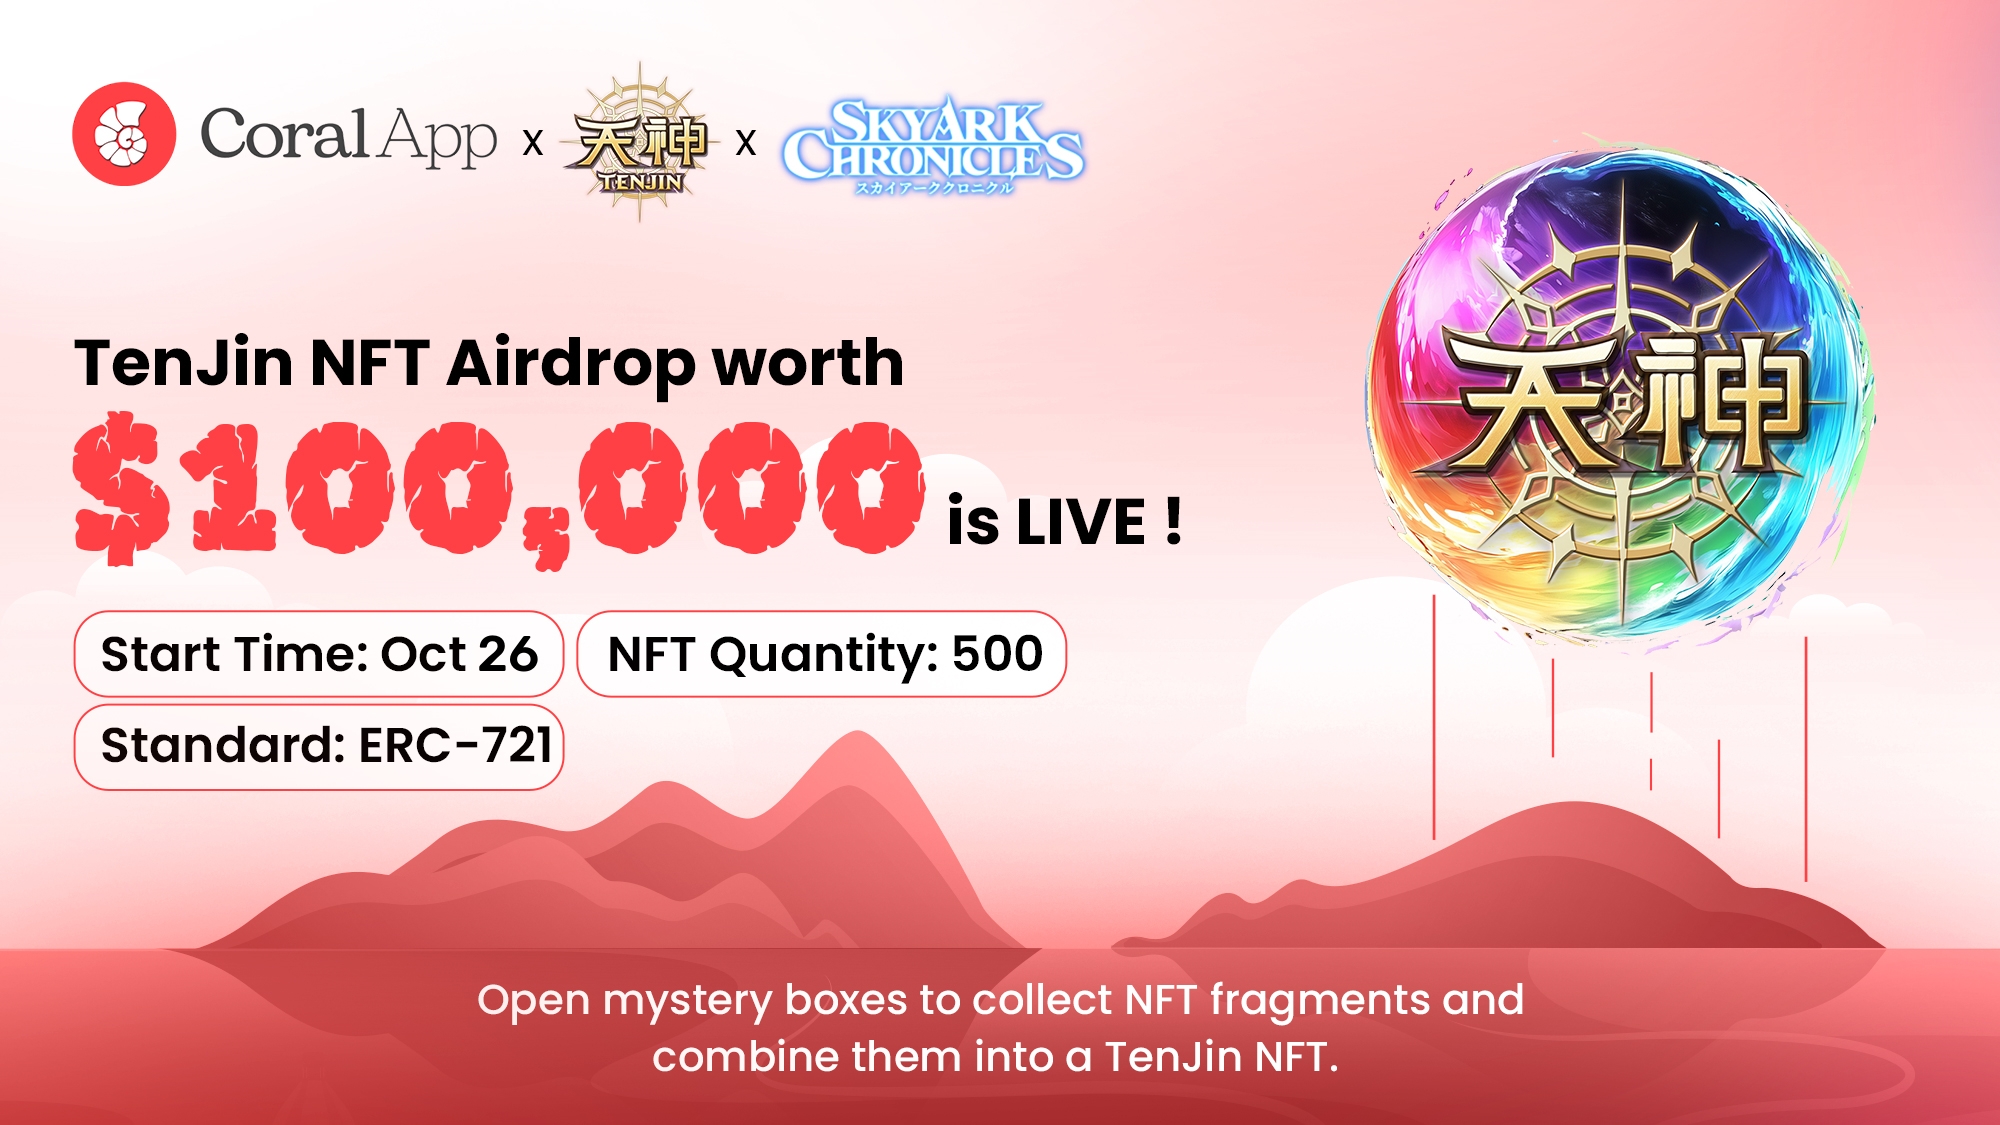 Coral App x 天神 TENJIN x SKYARK CHRONICLES スカイアーククロニクル
TenJin NFT Airdrop worth
$100,000 is LIVE !
天神
Start Time: Oct 26
NFT Quantity: 500
Standard: ERC-721
Open mystery boxes to collect NFT fragments and
combine them into a TenJin NFT.